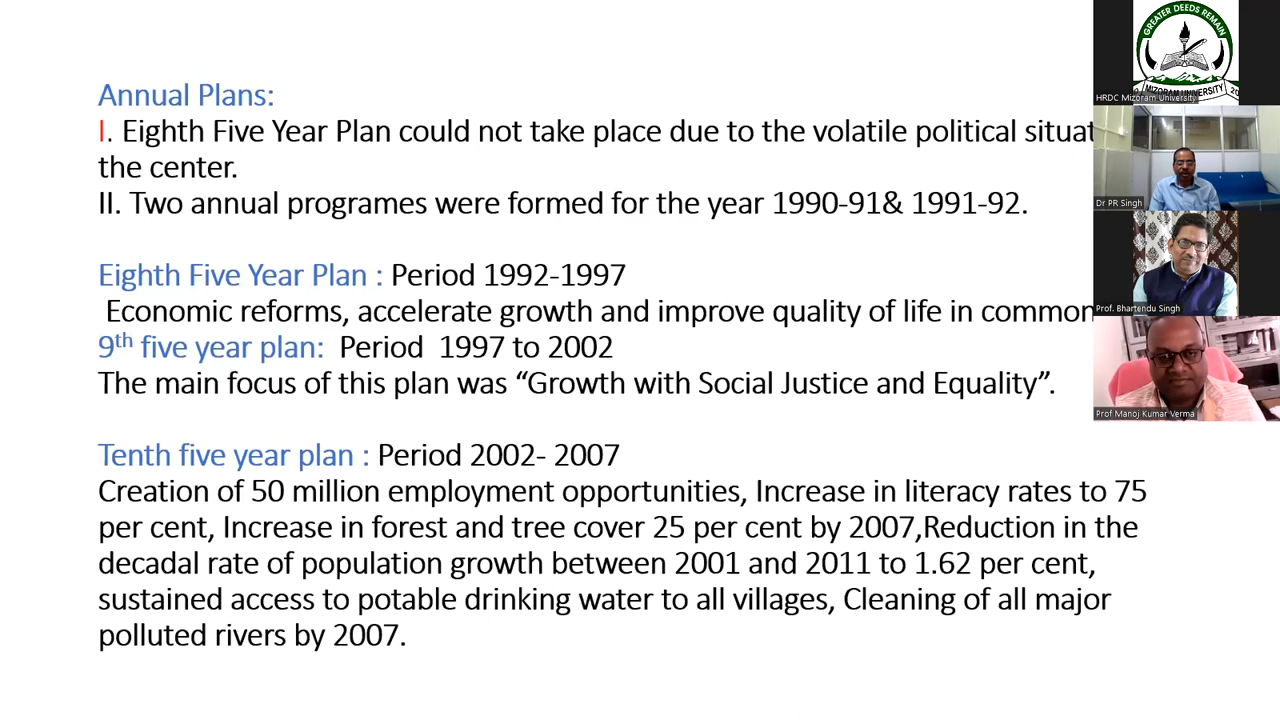 Annual Plans:
I. Eighth Five Year Plan could not take place due to the volatile political
the center.
II. Two annual programes were formed for the year 1990-91& 1991-92.
Eighth Five Year Plan : Period 1992-1997
Economic reforms, accelerate growth and improve quality of life in common
9th five year plan: Period 1997 to 2002
The main focus of this plan was “Growth with Social Justice and Equality”.
Tenth five year plan : Period 2002- 2007
Creation of 50 million employment opportunities, Increase in literacy rates to 75
per cent, Increase in forest and tree cover 25 per cent by 2007,Reduction in the
decadal rate of population growth between 2001 and 2011 to 1.62 per cent,
sustained access to potable drinking water to all villages, Cleaning of all major
polluted rivers by 2007.
GREATER DEEDS REMAIN
MIZORAM UNIVERSITY
HRDC Mizoram University
Dr PR Singh
Prof. Bhartendu Singh
Prof Manoj Kumar Verma